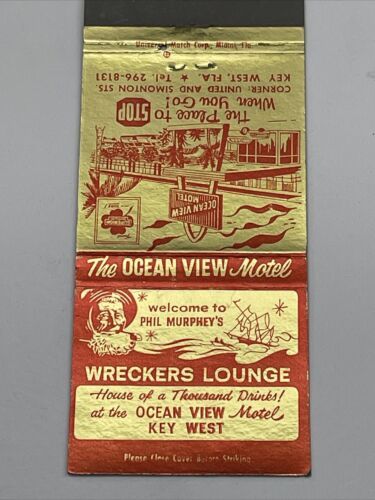 Universal Match Corp., Miami, Fla.
CORNER: UNITED AND SIMONTON STS.
KEY WEST, FLA. ★ Tel. 296-8131
the Place to
When You Go!
STOP
OCEAN VIEW
MOTEL
The OCEAN VIEW Motel
welcome to
PHIL MURPHEY'S
WRECKERS LOUNGE
House of a Thousand Drinks!
at the OCEAN VIEW Motel
KEY WEST
Please Close Cover Before Striking